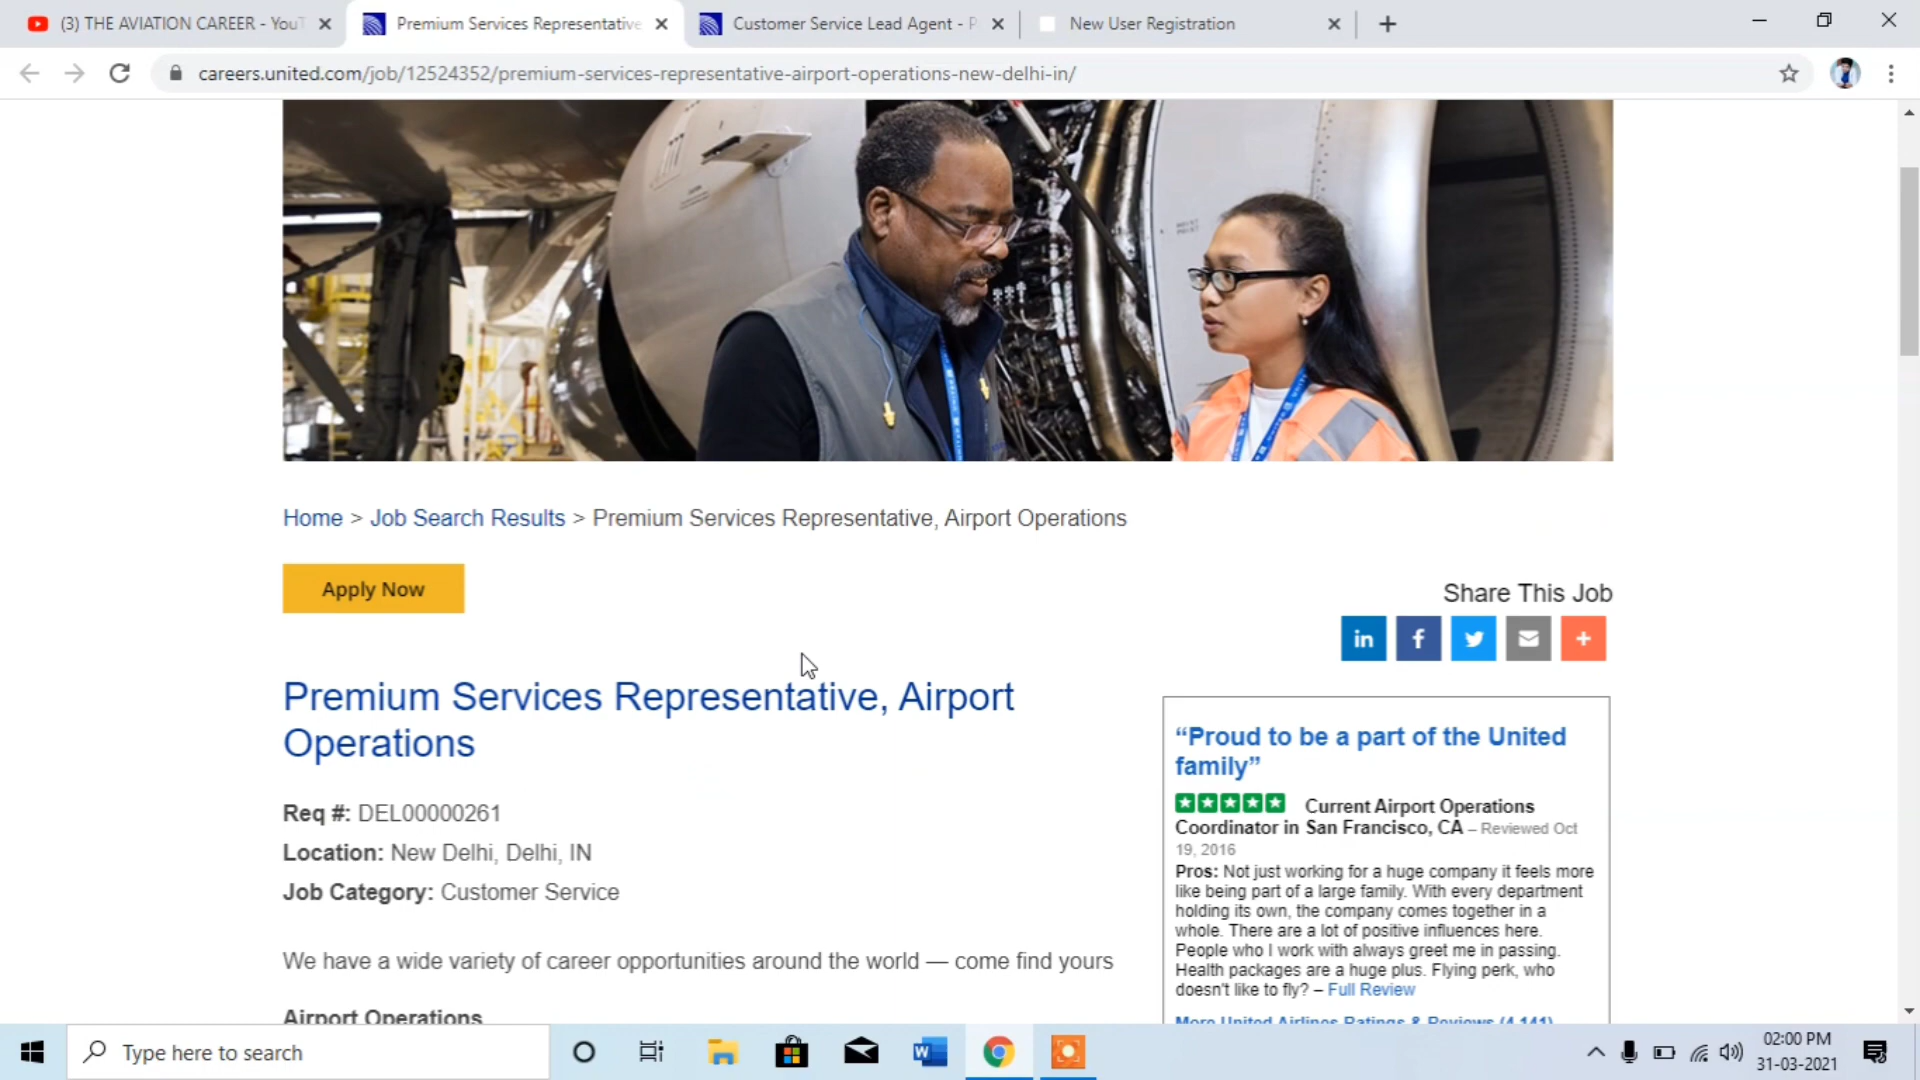 (3) THE AVIATION CAREER - YouT
Premium Services Representative
Customer Service Lead Agent - P
New User Registration
careers.united.com/job/12524352/premium-services-representative-airport-operations-new-delhi-in/
Home > Job Search Results > Premium Services Representative, Airport Operations
Apply Now
Share This Job
in f
Premium Services Representative, Airport
Operations
Req #: DEL00000261
Location: New Delhi, Delhi, IN
Job Category: Customer Service
We have a wide variety of career opportunities around the world — come find yours
Airport Operations
“Proud to be a part of the United
family”
Current Airport Operations
Coordinator in San Francisco, CA – Reviewed Oct
19, 2016
Pros: Not just working for a huge company it feels more
like being part of a large family. With every department
holding its own, the company comes together in a
whole. There are a lot of positive influences here.
People who I work with always greet me in passing.
Health packages are a huge plus. Flying perk, who
doesn't like to fly? – Full Review
More United Airlines Ratings & Reviews (4,141)
Type here to search
W
02:00 PM
31-03-2021